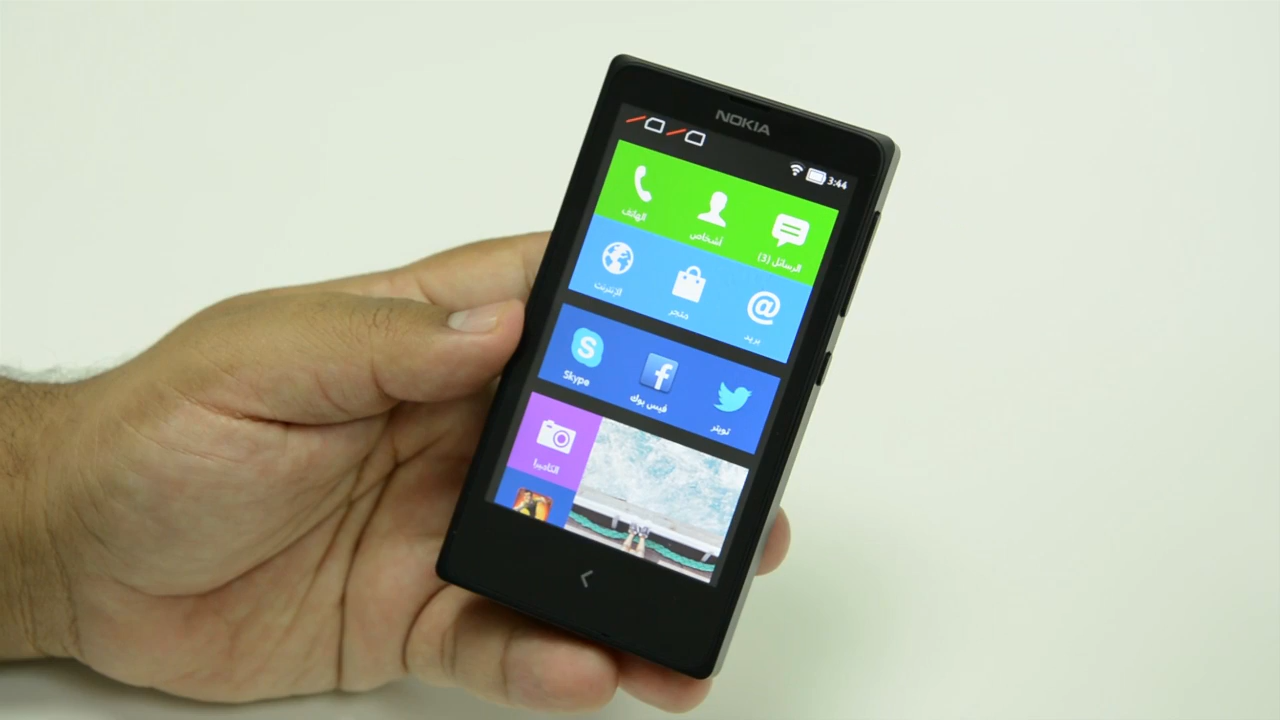 NOKIA
3:44
الرسائل (3)
أشخاص
الهاتف
بريد
متجر
الإنترنت
تويتر
فيس بوك
Skype
الكاميرا